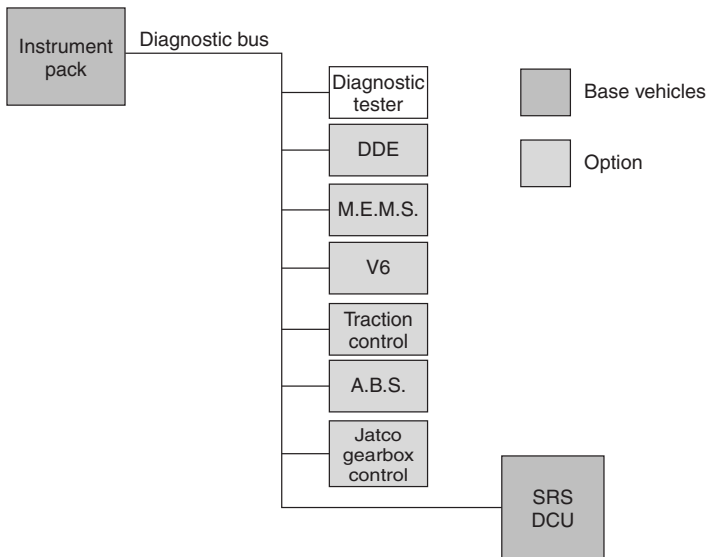 Instrument
pack
Diagnostic bus
Diagnostic
tester
DDE
M.E.M.S.
V6
Traction
control
A.B.S.
Jatco
gearbox
control
SRS
DCU
Base vehicles
Option